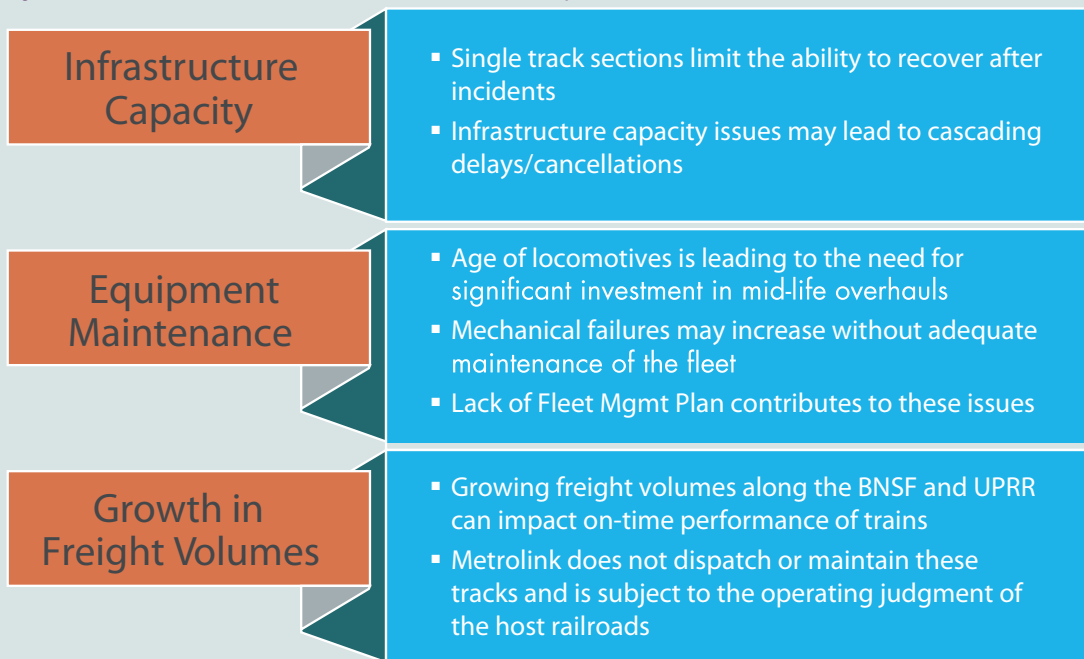 Infrastructure
Capacity
▪ Single track sections limit the ability to recover after
incidents
▪ Infrastructure capacity issues may lead to cascading
delays/cancellations
Equipment
Maintenance
▪ Age of locomotives is leading to the need for
significant investment in mid-life overhauls
▪ Mechanical failures may increase without adequate
maintenance of the fleet
▪ Lack of Fleet Mgmt Plan contributes to these issues
Growth in
Freight Volumes
▪ Growing freight volumes along the BNSF and UPRR
can impact on-time performance of trains
▪ Metrolink does not dispatch or maintain these
tracks and is subject to the operating judgment of
the host railroads